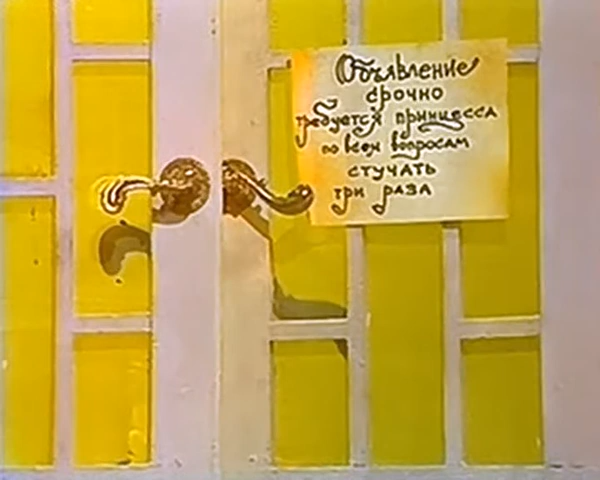 Объявление
срочно
требуется принцесса
по всем вопросам
стучать
три раза